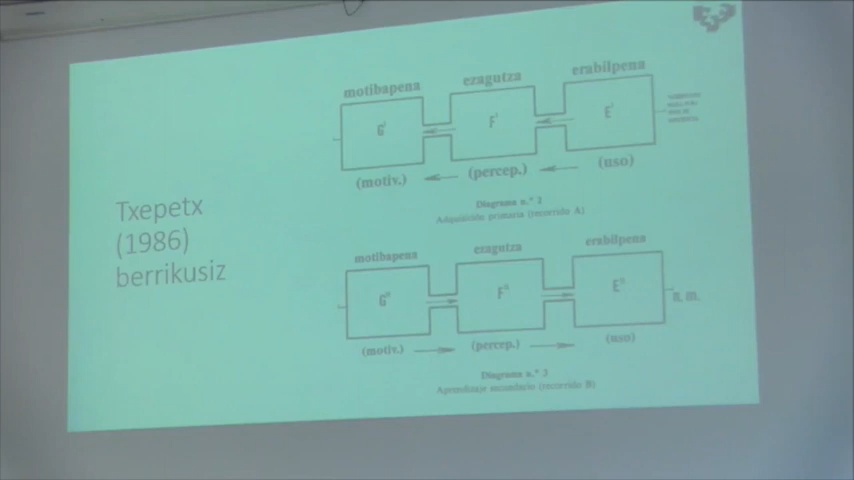 Txepetx
(1986)
berrikusiz
motibapena
ezagutza
erabilpena
G'
F'
E'
(motiv.)
(percep.)
(uso)
Diagrama n.º 2
Adquisición primaria (recorrido A)
motibapena
ezagutza
erabilpena
G"
F"
E"
n. m.
(motiv.)
(percep.)
(uso)
Diagrama n.º 3
Aprendizaje secundario (recorrido B)